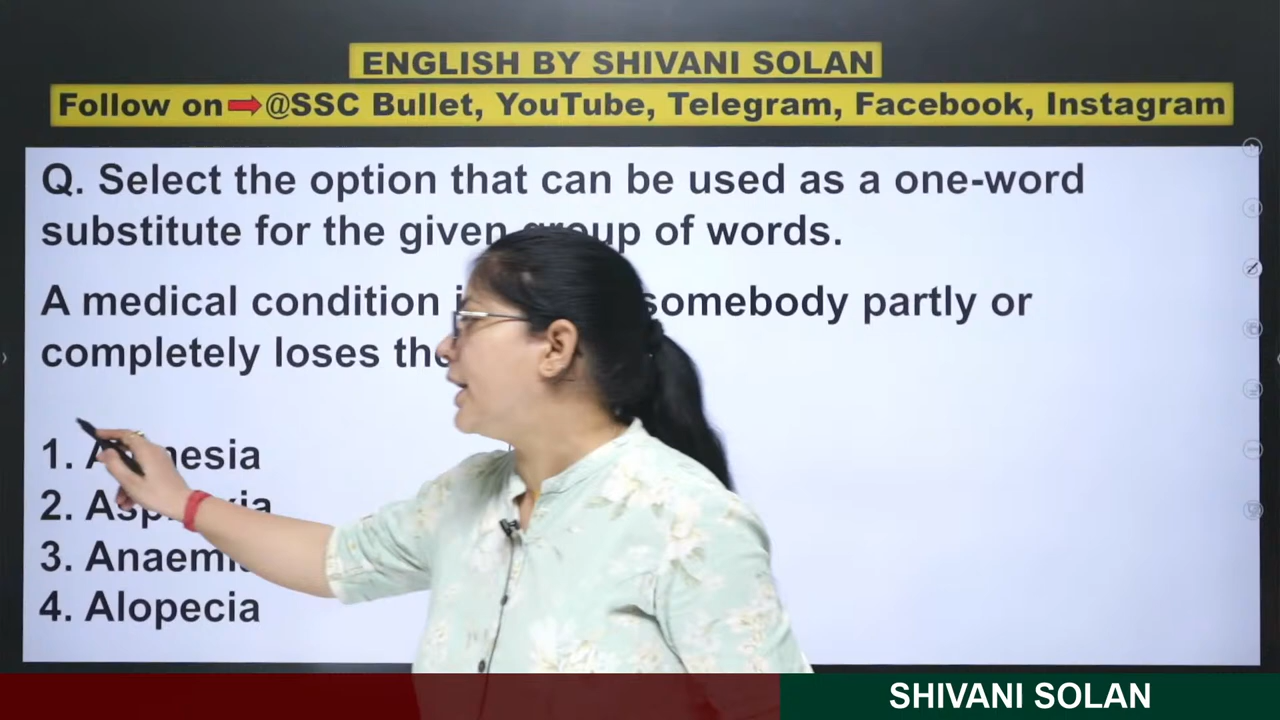 ENGLISH BY SHIVANI SOLAN
Follow on➡@SSC Bullet, YouTube, Telegram, Facebook, Instagram
Q. Select the option that can be used as a one-word
substitute for the given group of words.
A medical condition somebody partly or
completely loses
1.
2.
3.
4. Alopecia
SHIVANI SOLAN